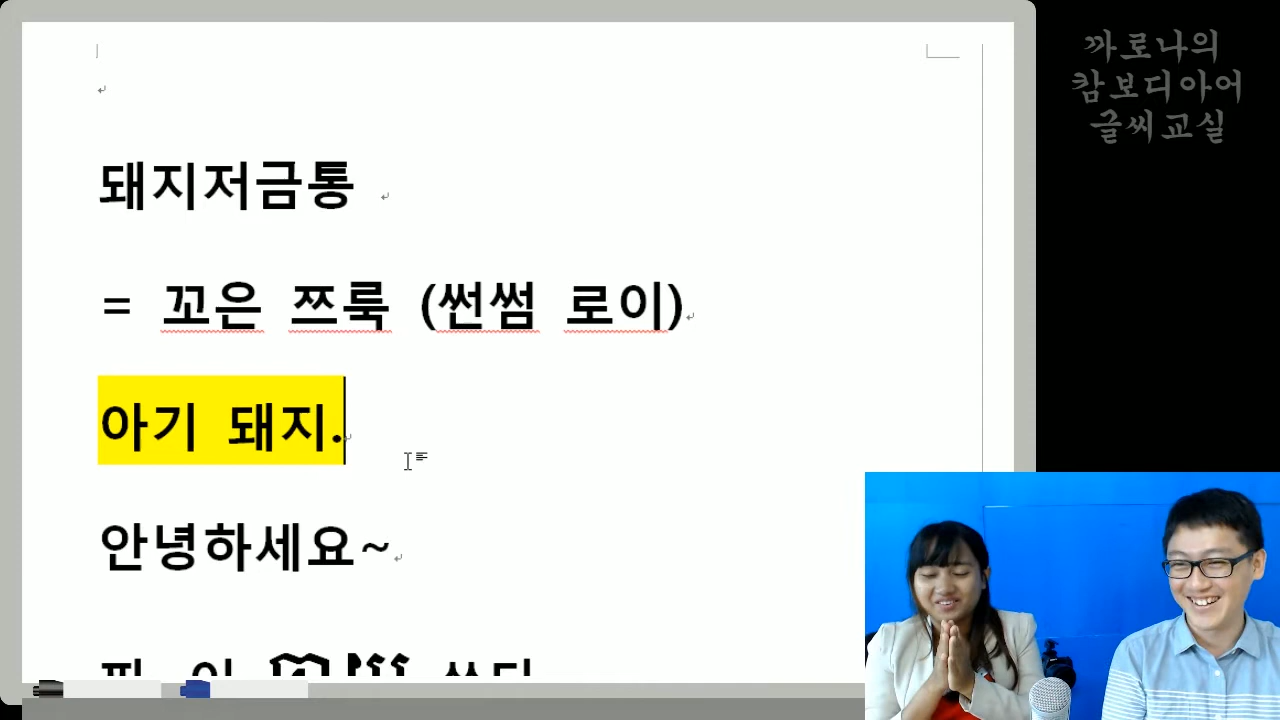 돼지저금통
= 꼬은 쯔룩 (썬썸 로이)
아기 돼지.
안녕하세요~
까로나의
캄보디아어
글씨교실